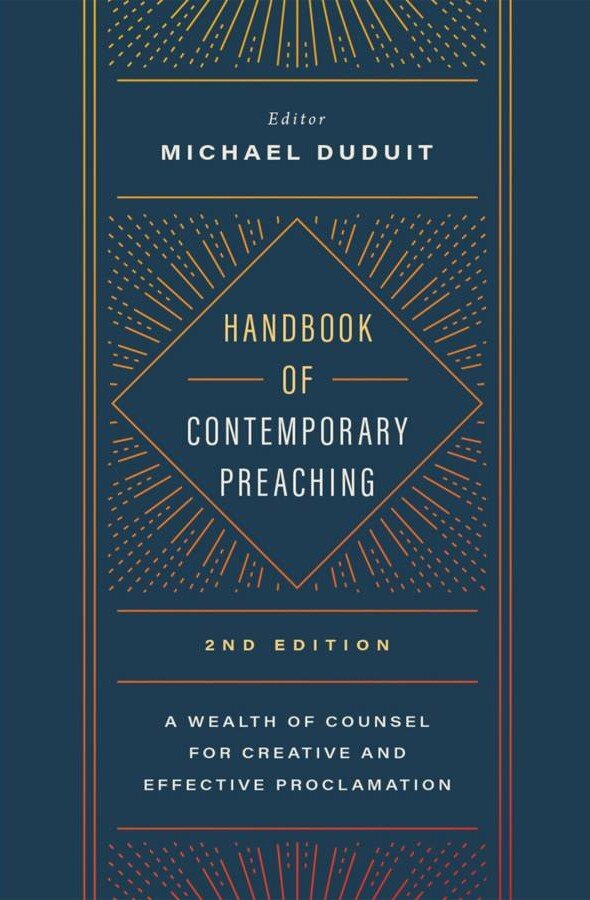 Editor
MICHAEL DUDUIT
HANDBOOK
OF
CONTEMPORARY
PREACHING
2ND EDITION
A WEALTH OF COUNSEL
FOR CREATIVE AND
EFFECTIVE PROCLAMATION